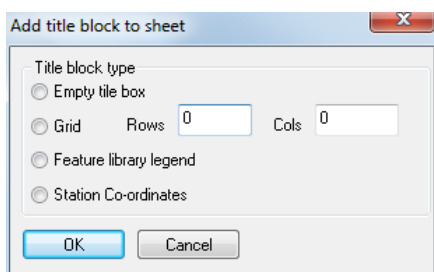 Add title block to sheet
Title block type
Empty tile box
Grid Rows 0 Cols 0
Feature library legend
Station Co-ordinates
OK Cancel